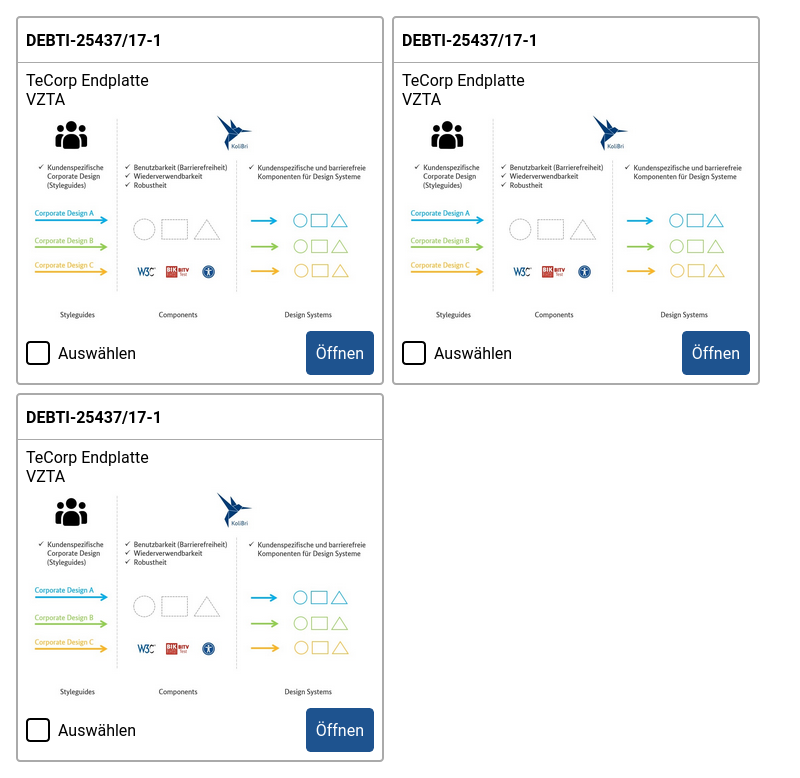 DEBTI-25437/17-1
TeCorp Endplatte
VZTA
KoliBri
✓ Kundenspezifische
Corporate Design
(Styleguides)
✓ Benutzbarkeit (Barrierefreiheit)
✓ Wiederverwendbarkeit
✓ Robustheit
✓ Kundenspezifische und barrierefreie
Komponenten für Design Systeme
Corporate Design A
Corporate Design B
Corporate Design C
W3C
BIK BITV
Test
Styleguides
Components
Design Systems
Auswählen
Öffnen
DEBTI-25437/17-1
TeCorp Endplatte
VZTA
KoliBri
✓ Kundenspezifische
Corporate Design
(Styleguides)
✓ Benutzbarkeit (Barrierefreiheit)
✓ Wiederverwendbarkeit
✓ Robustheit
✓ Kundenspezifische und barrierefreie
Komponenten für Design Systeme
Corporate Design A
Corporate Design B
Corporate Design C
W3C
BIK BITV
Test
Styleguides
Components
Design Systems
Auswählen
Öffnen
DEBTI-25437/17-1
TeCorp Endplatte
VZTA
KoliBri
✓ Kundenspezifische
Corporate Design
(Styleguides)
✓ Benutzbarkeit (Barrierefreiheit)
✓ Wiederverwendbarkeit
✓ Robustheit
✓ Kundenspezifische und barrierefreie
Komponenten für Design Systeme
Corporate Design A
Corporate Design B
Corporate Design C
W3C
BIK BITV
Test
Styleguides
Components
Design Systems
Auswählen
Öffnen